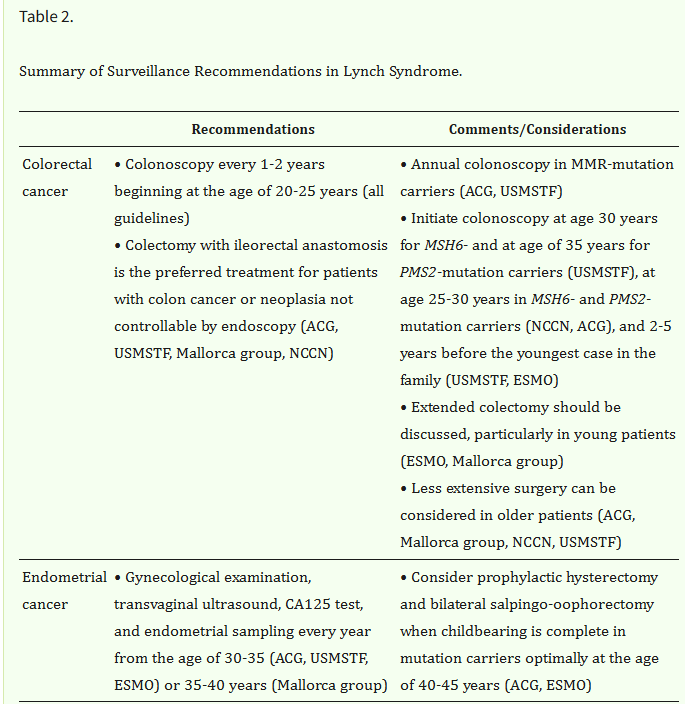 Table 2.
Summary of Surveillance Recommendations in Lynch Syndrome.
Recommendations
Comments/Considerations
Colorectal
cancer
• Colonoscopy every 1-2 years
beginning at the age of 20-25 years (all
guidelines)
• Colectomy with ileorectal anastomosis
is the preferred treatment for patients
with colon cancer or neoplasia not
controllable by endoscopy (ACG,
USMSTF, Mallorca group, NCCN)
• Annual colonoscopy in MMR-mutation
carriers (ACG, USMSTF)
• Initiate colonoscopy at age 30 years
for MSH6- and at age of 35 years for
PMS2-mutation carriers (USMSTF), at
age 25-30 years in MSH6- and PMS2-
mutation carriers (NCCN, ACG), and 2-5
years before the youngest case in the
family (USMSTF, ESMO)
• Extended colectomy should be
discussed, particularly in young patients
(ESMO, Mallorca group)
• Less extensive surgery can be
considered in older patients (ACG,
Mallorca group, NCCN, USMSTF)
Endometrial
cancer
• Gynecological examination,
transvaginal ultrasound, CA125 test,
and endometrial sampling every year
from the age of 30-35 (ACG, USMSTF,
ESMO) or 35-40 years (Mallorca group)
• Consider prophylactic hysterectomy
and bilateral salpingo-oophorectomy
when childbearing is complete in
mutation carriers optimally at the age
of 40-45 years (ACG, ESMO)